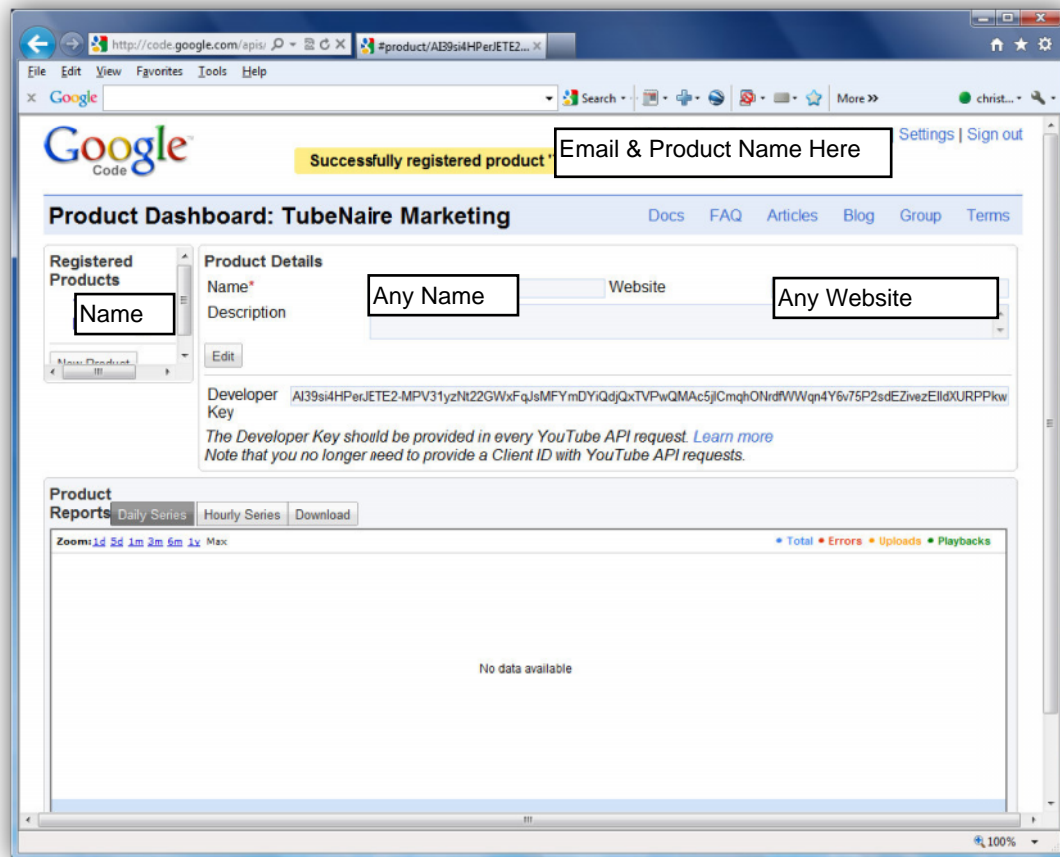 http://code.google.com/apis/
#product/AI39si4HPerJETE2...
File Edit View Favorites Tools Help
Google
Search
More »
christ...
Google
Code
Successfully registered product "
Email & Product Name Here
Settings | Sign out
Product Dashboard: TubeNaire Marketing
Docs FAQ Articles Blog Group Terms
Registered
Products
Name
New Product
Product Details
Name*
Any Name
Website
Any Website
Description
Edit
Developer
Key
The Developer Key should be provided in every YouTube API request. Learn more
Note that you no longer need to provide a Client ID with YouTube API requests.
Product
Reports
Daily Series Hourly Series Download
Zoom: 1d 5d 1m 3m 6m 1y Max
Total Errors Uploads Playbacks
No data available
100%